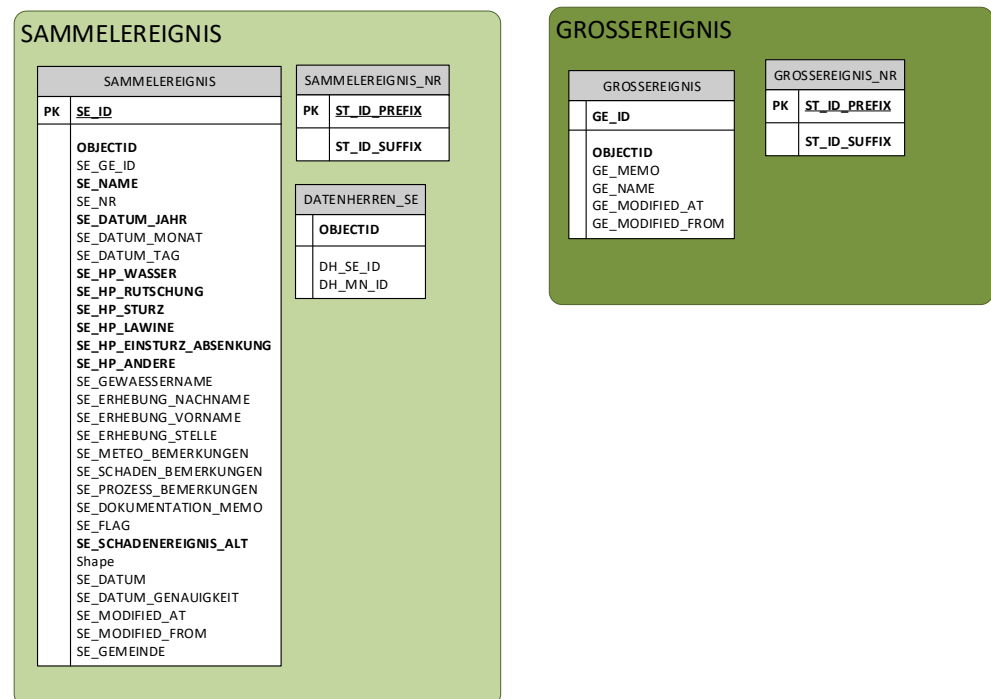 SAMMELEREIGNIS
SAMMELEREIGNIS
PK SE_ID
OBJECTID
SE_GE_ID
SE_NAME
SE_NR
SE_DATUM_JAHR
SE_DATUM_MONAT
SE_DATUM_TAG
SE_HP_WASSER
SE_HP_RUTSCHUNG
SE_HP_STURZ
SE_HP_LAWINE
SE_HP_EINSTURZ_ABSENKUNG
SE_HP_ANDERE
SE_GEWAESSERNAME
SE_ERHEBUNG_NACHNAME
SE_ERHEBUNG_VORNAME
SE_ERHEBUNG_STELLE
SE_METEO_BEMERKUNGEN
SE_SCHADEN_BEMERKUNGEN
SE_PROZESS_BEMERKUNGEN
SE_DOKUMENTATION_MEMO
SE_FLAG
SE_SCHADENEREIGNIS_ALT
Shape
SE_DATUM
SE_DATUM_GENAUIGKEIT
SE_MODIFIED_AT
SE_MODIFIED_FROM
SE_GEMEINDE
SAMMELEREIGNIS_NR
PK ST_ID_PREFIX
ST_ID_SUFFIX
DATENHERREN_SE
OBJECTID
DH_SE_ID
DH_MN_ID
GROSSEREIGNIS
GROSSEREIGNIS
GE_ID
OBJECTID
GE_MEMO
GE_NAME
GE_MODIFIED_AT
GE_MODIFIED_FROM
GROSSEREIGNIS_NR
PK ST_ID_PREFIX
ST_ID_SUFFIX